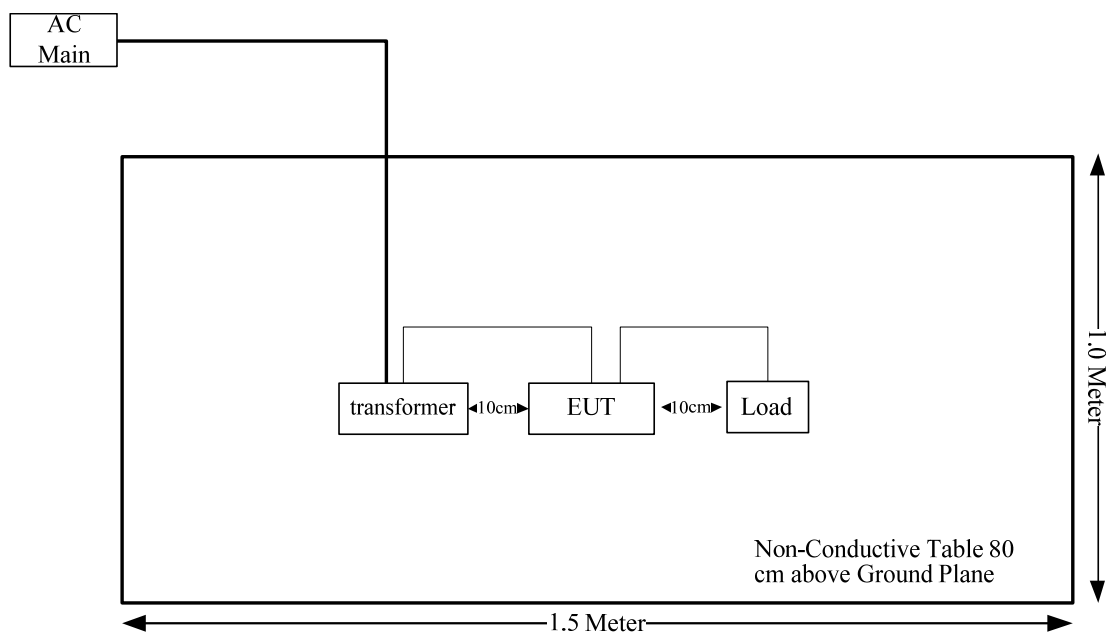 AC
Main
transformer
10cm
EUT
10cm
Load
1.0 Meter
Non-Conductive Table 80
cm above Ground Plane
1.5 Meter